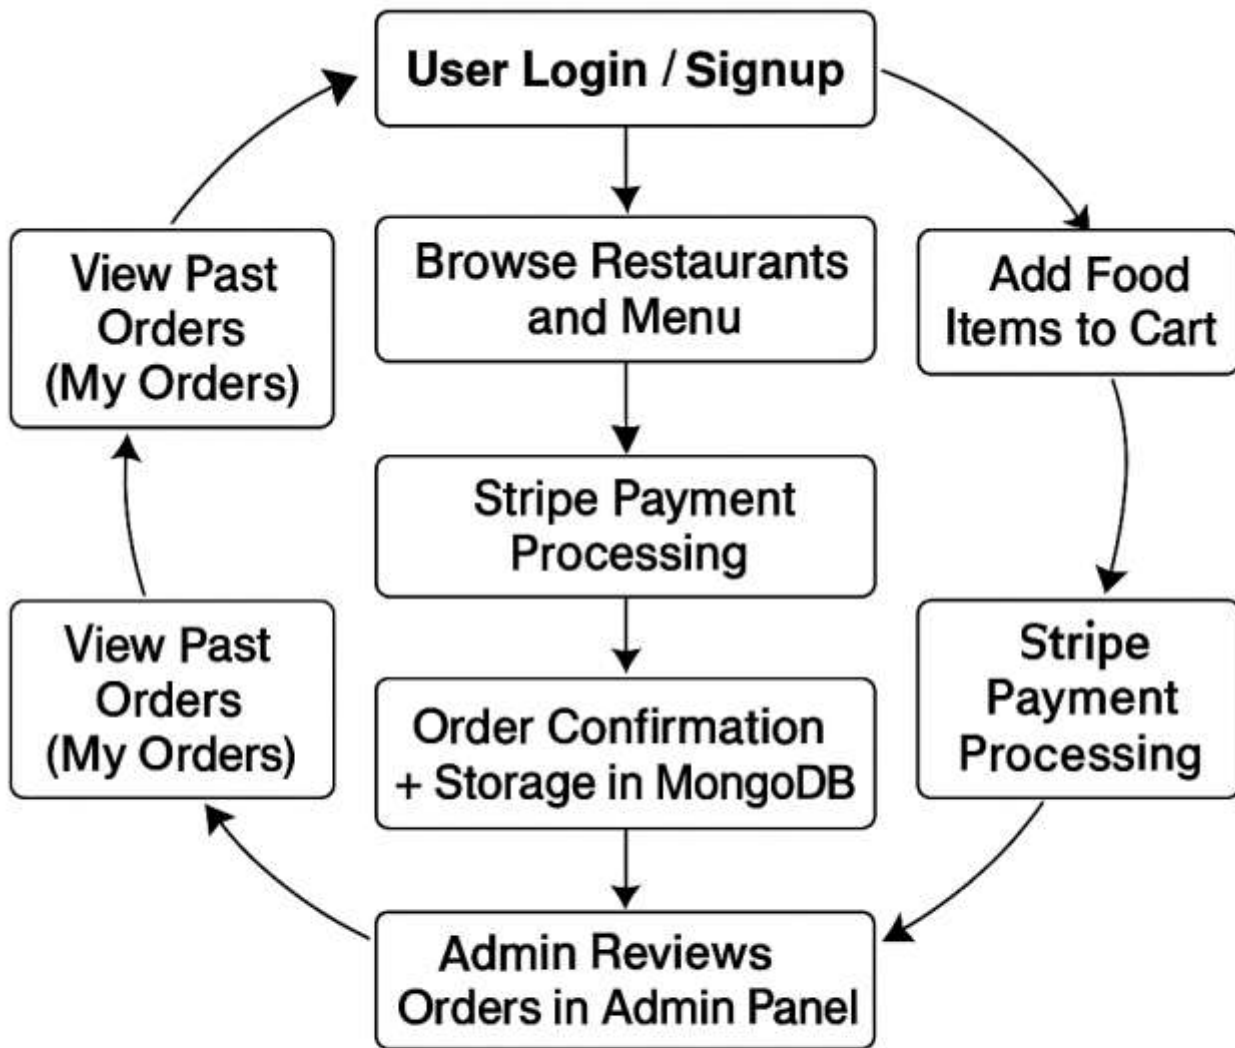 User Login / Signup
View Past
Orders
(My Orders)
Browse Restaurants
and Menu
Add Food
Items to Cart
Stripe Payment
Processing
View Past
Orders
(My Orders)
Order Confirmation
+ Storage in MongoDB
Stripe
Payment
Processing
Admin Reviews
Orders in Admin Panel